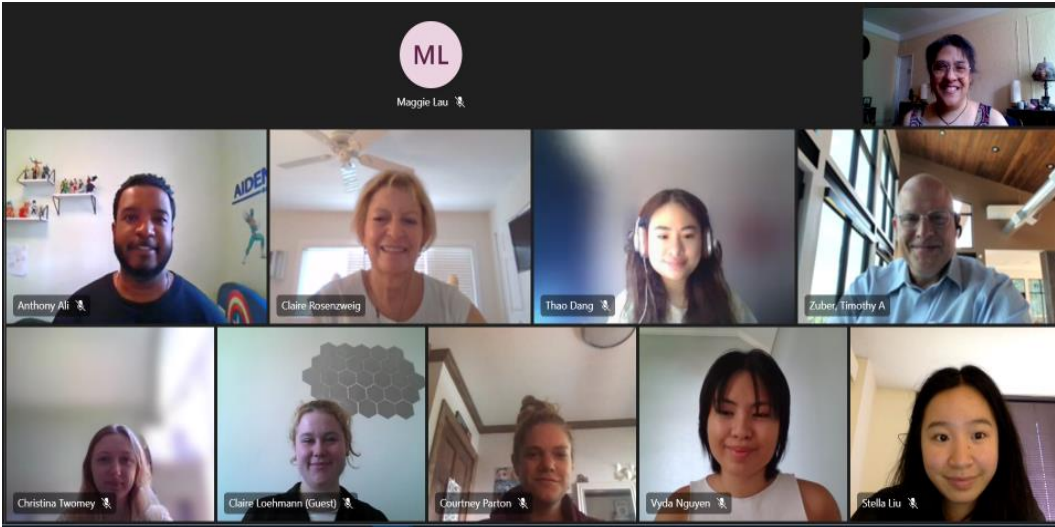 ML
Maggie Lau
AIDEN
Anthony Ali
Claire Rosenzweig
Thao Dang
Zuber, Timothy A
Christina Twomey
Claire Loehmann (Guest)
Courtney Parton
Vyda Nguyen
Stella Liu